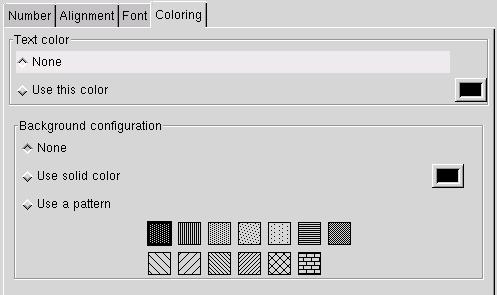 Number Alignment Font Coloring
Text color
None
Use this color
Background configuration
None
Use solid color
Use a pattern